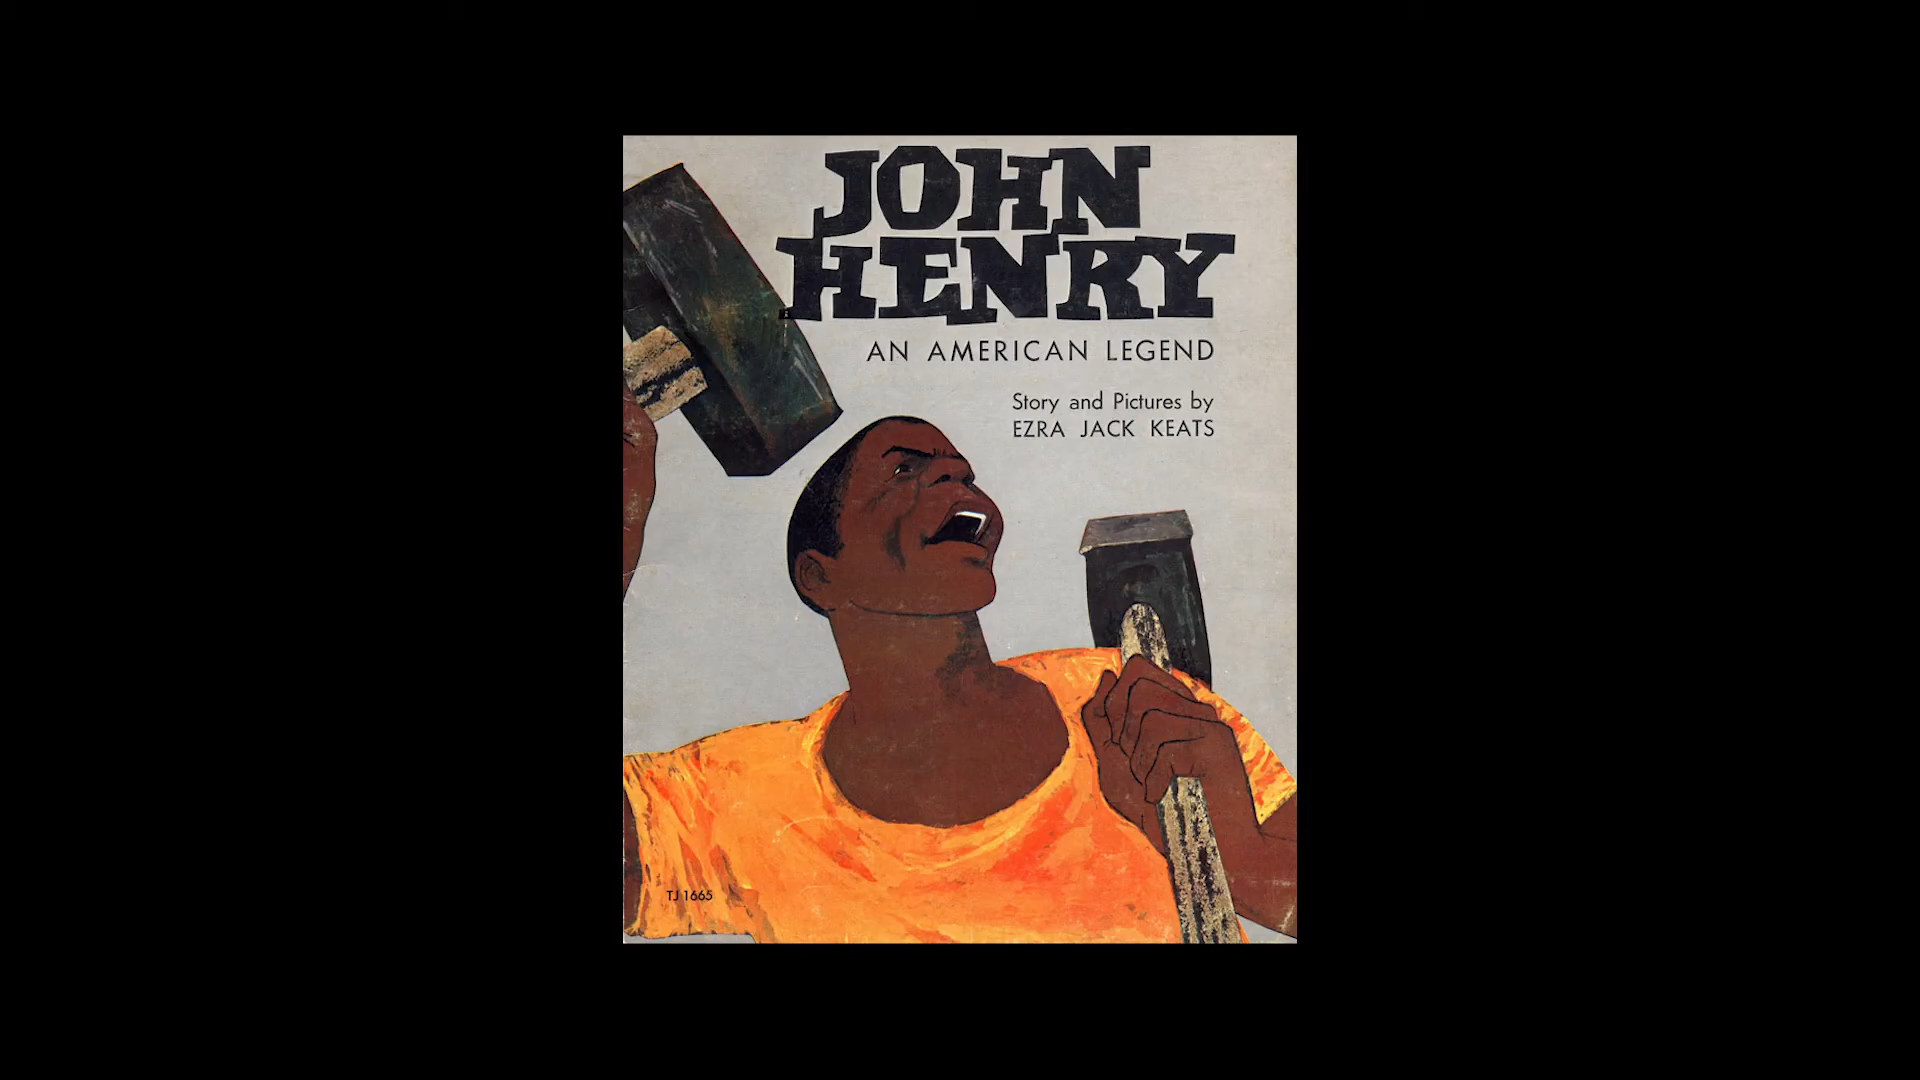 JOHN
HENRY
AN AMERICAN LEGEND
Story and Pictures by
EZRA JACK KEATS
TJ 1665